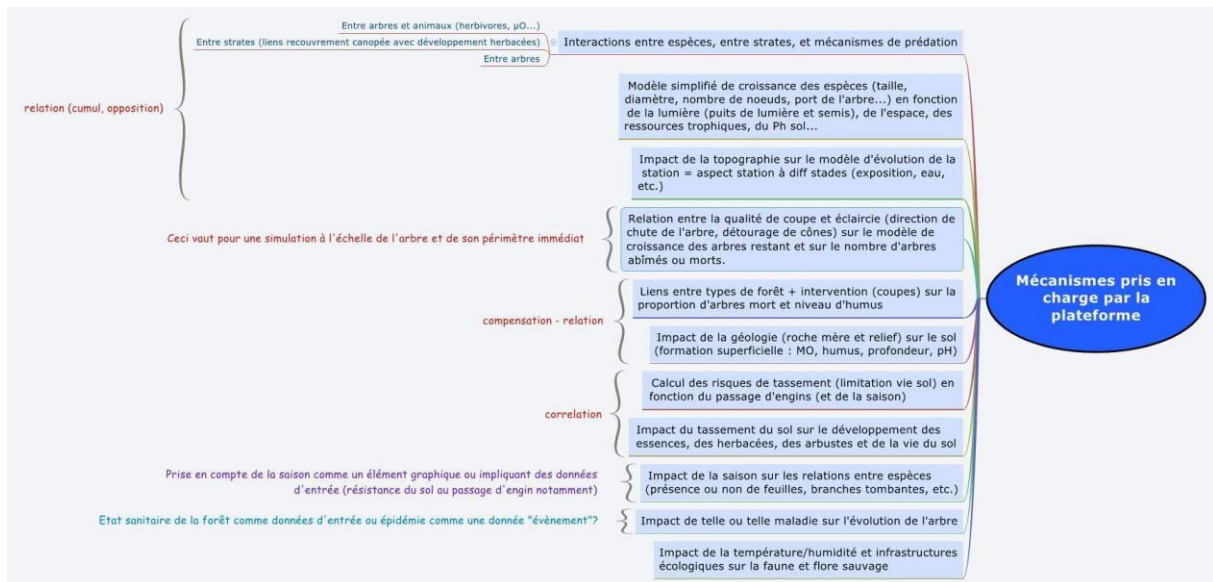 Entre arbres et animaux (herbivores, µO...)
Entre strates (liens recouvrement canopée avec développement herbacées)
Entre arbres
Interactions entre espèces, entre strates, et mécanismes de prédation
relation (cumul, opposition)
Modèle simplifié de croissance des espèces (taille,
diamètre, nombre de noeuds, port de l'arbre...) en fonction
de la lumière (puits de lumière et semis), de l'espace, des
ressources trophiques, du Ph sol...
Impact de la topographie sur le modèle d'évolution de la
station = aspect station à diff stades (exposition, eau,
etc.)
Ceci vaut pour une simulation à l'échelle de l'arbre et de son périmètre immédiat
Relation entre la qualité de coupe et éclaircie (direction de
chute de l'arbre, détourage de cônes) sur le modèle de
croissance des arbres restant et sur le nombre d'arbres
abîmés ou morts.
Mécanismes pris en
charge par la
plateforme
compensation - relation
Liens entre types de forêt + intervention (coupes) sur la
proportion d'arbres mort et niveau d'humus
Impact de la géologie (roche mère et relief) sur le sol
(formation superficielle : MO, humus, profondeur, pH)
correlation
Calcul des risques de tassement (limitation vie sol) en
fonction du passage d'engins (et de la saison)
Impact du tassement du sol sur le développement des
essences, des herbacées, des arbustes et de la vie du sol
Prise en compte de la saison comme un élément graphique ou impliquant des données
d'entrée (résistance du sol au passage d'engin notamment)
Impact de la saison sur les relations entre espèces
(présence ou non de feuilles, branches tombantes, etc.)
Etat sanitaire de la forêt comme données d'entrée ou épidémie comme une donnée "évènement"?
Impact de telle ou telle maladie sur l'évolution de l'arbre
Impact de la température/humidité et infrastructures
écologiques sur la faune et flore sauvage